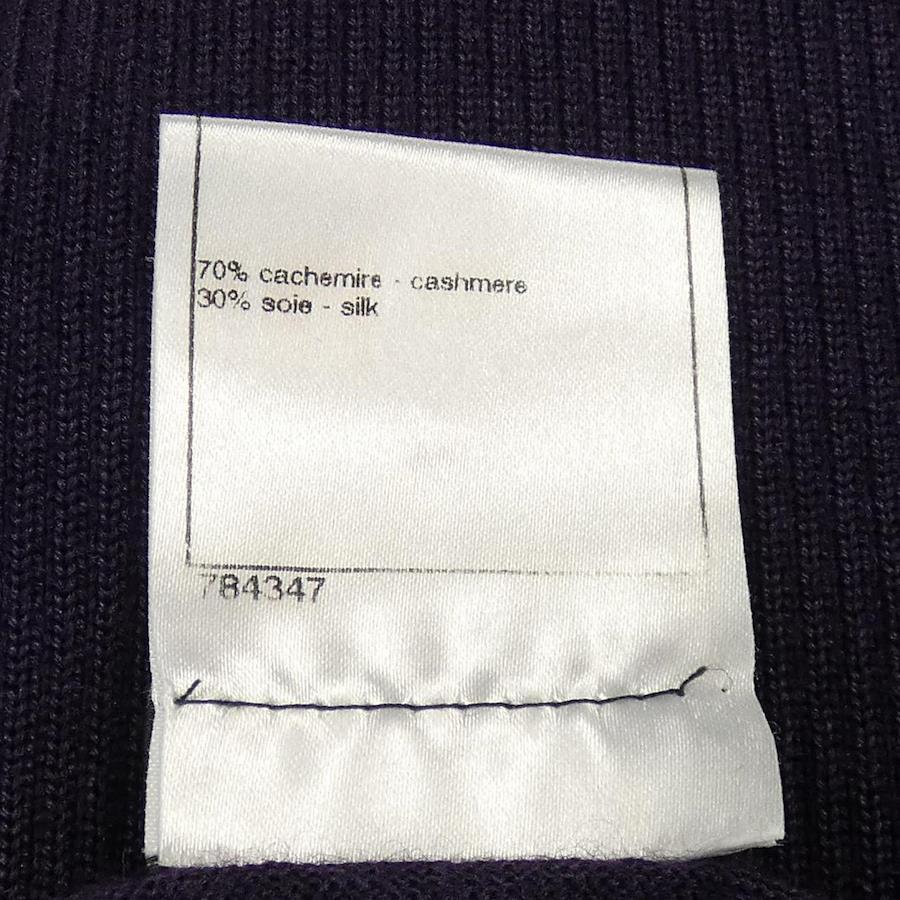 70% cachemire - cashmere
30% soie - silk
784347